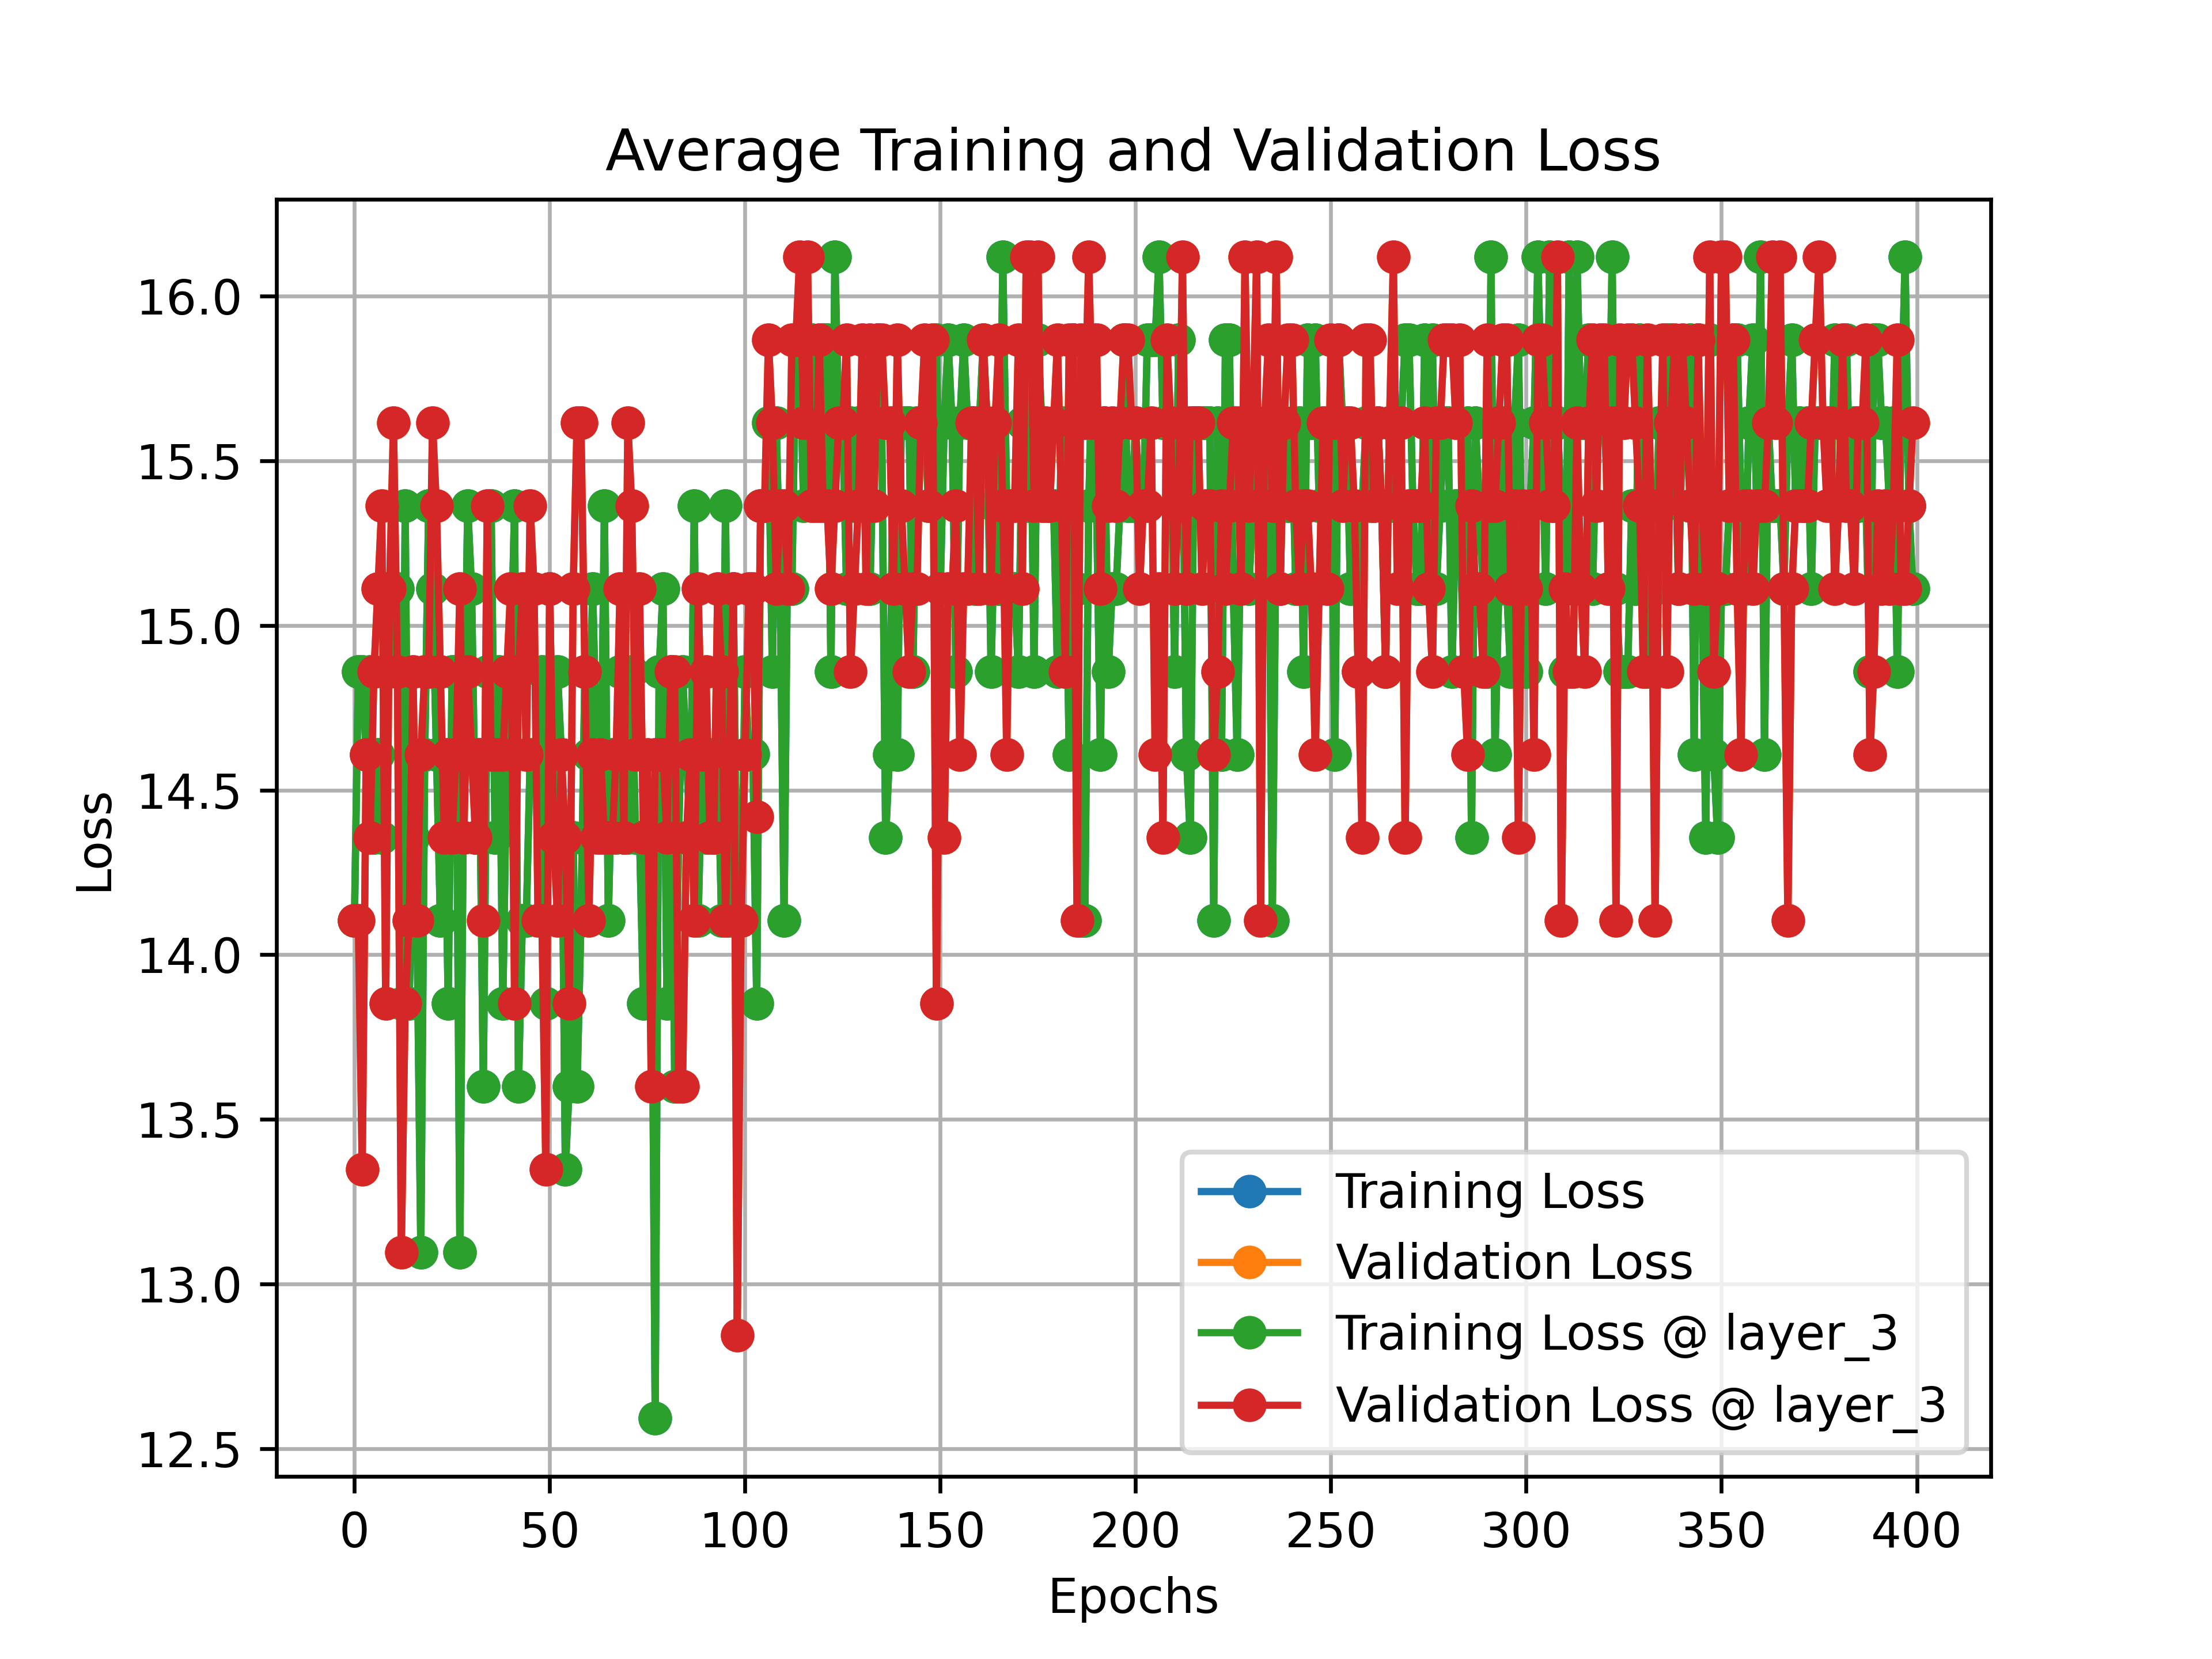 Average Training and Validation Loss
16.0
15.5
15.0
14.5
14.0
13.5
13.0
12.5
Loss
0 50 100 150 200 250 300 350 400
Epochs
Training Loss
Validation Loss
Training Loss @ layer_3
Validation Loss @ layer_3